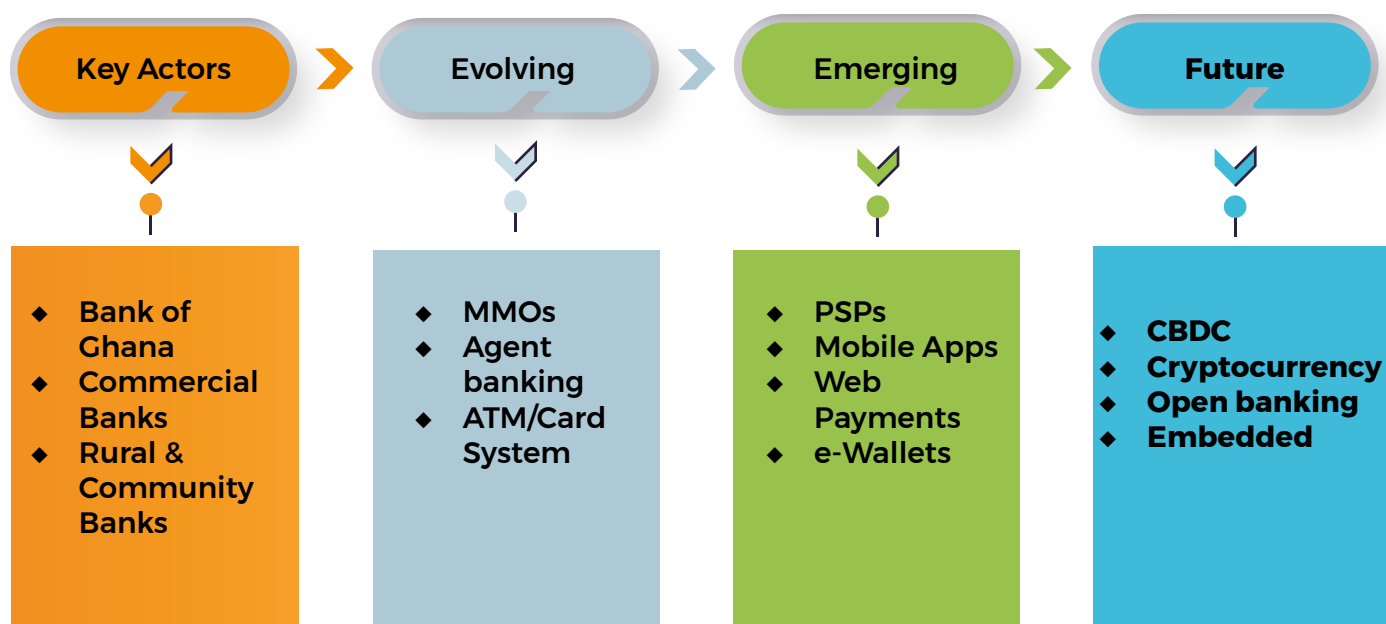 Key Actors
Evolving
Emerging
Future
◆ Bank of
Ghana
◆ Commercial
Banks
◆ Rural &
Community
Banks
◆ MMOs
◆ Agent
banking
◆ ATM/Card
System
◆ PSPs
◆ Mobile Apps
◆ Web
Payments
◆ e-Wallets
◆ CBDC
◆ Cryptocurrency
◆ Open banking
◆ Embedded